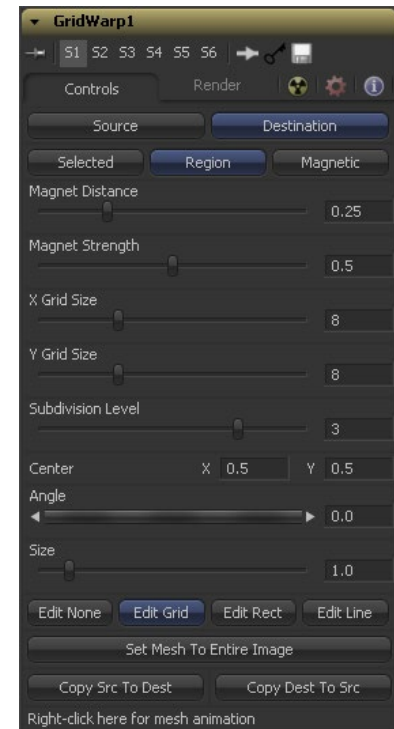 GridWarp1
S1 S2 S3 S4 S5 S6
Controls Render
Source Destination
Selected Region Magnetic
Magnet Distance
0.25
Magnet Strength
0.5
X Grid Size
8
Y Grid Size
8
Subdivision Level
3
Center X 0.5 Y 0.5
Angle
0.0
Size
1.0
Edit None Edit Grid Edit Rect Edit Line
Set Mesh To Entire Image
Copy Src To Dest Copy Dest To Src
Right-click here for mesh animation